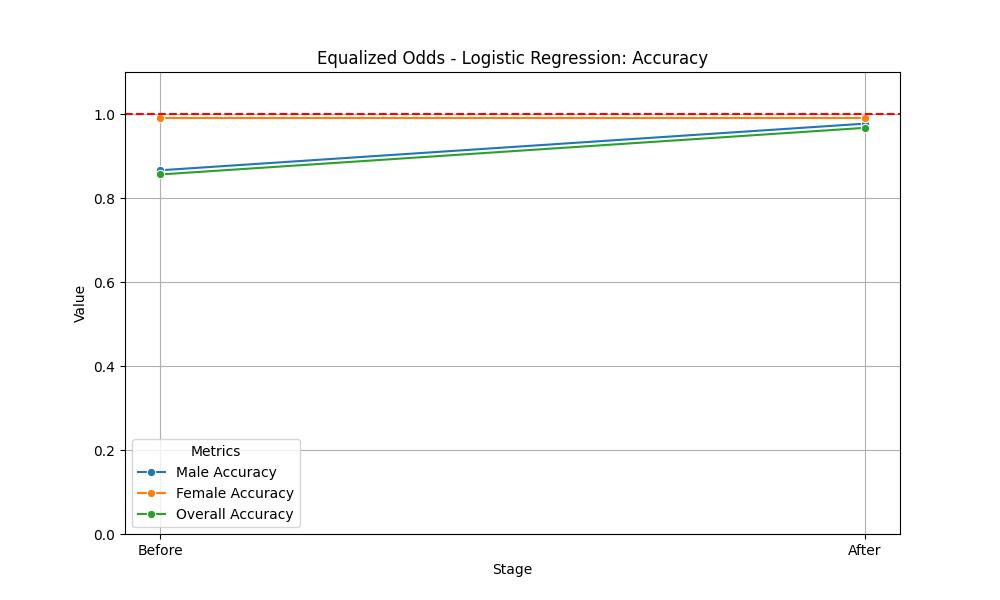 Equalized Odds - Logistic Regression: Accuracy
Value
1.0
0.8
0.6
0.4
0.2
0.0
Metrics
Male Accuracy
Female Accuracy
Overall Accuracy
Before
After
Stage